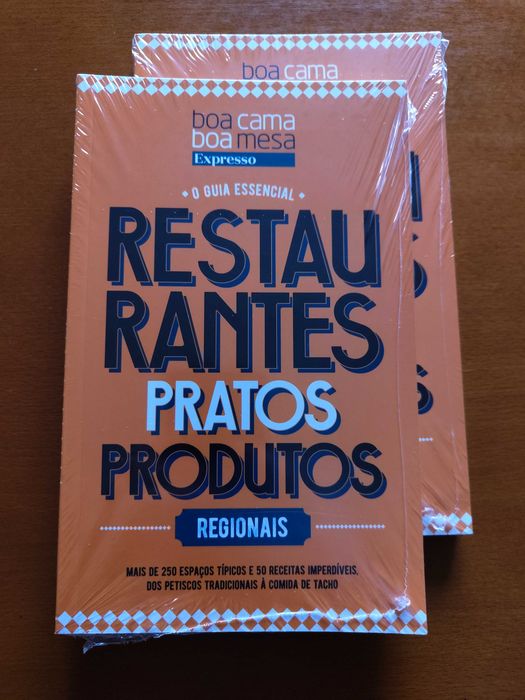 boa cama
boa cama
boa mesa
Expresso
O GUIA ESSENCIAL
RESTAU
RANTES
PRATOS
PRODUTOS
REGIONAIS
MAIS DE 250 ESPAÇOS TÍPICOS E 50 RECEITAS IMPERDÍVEIS,
DOS PETISCOS TRADICIONAIS À COMIDA DE TACHO